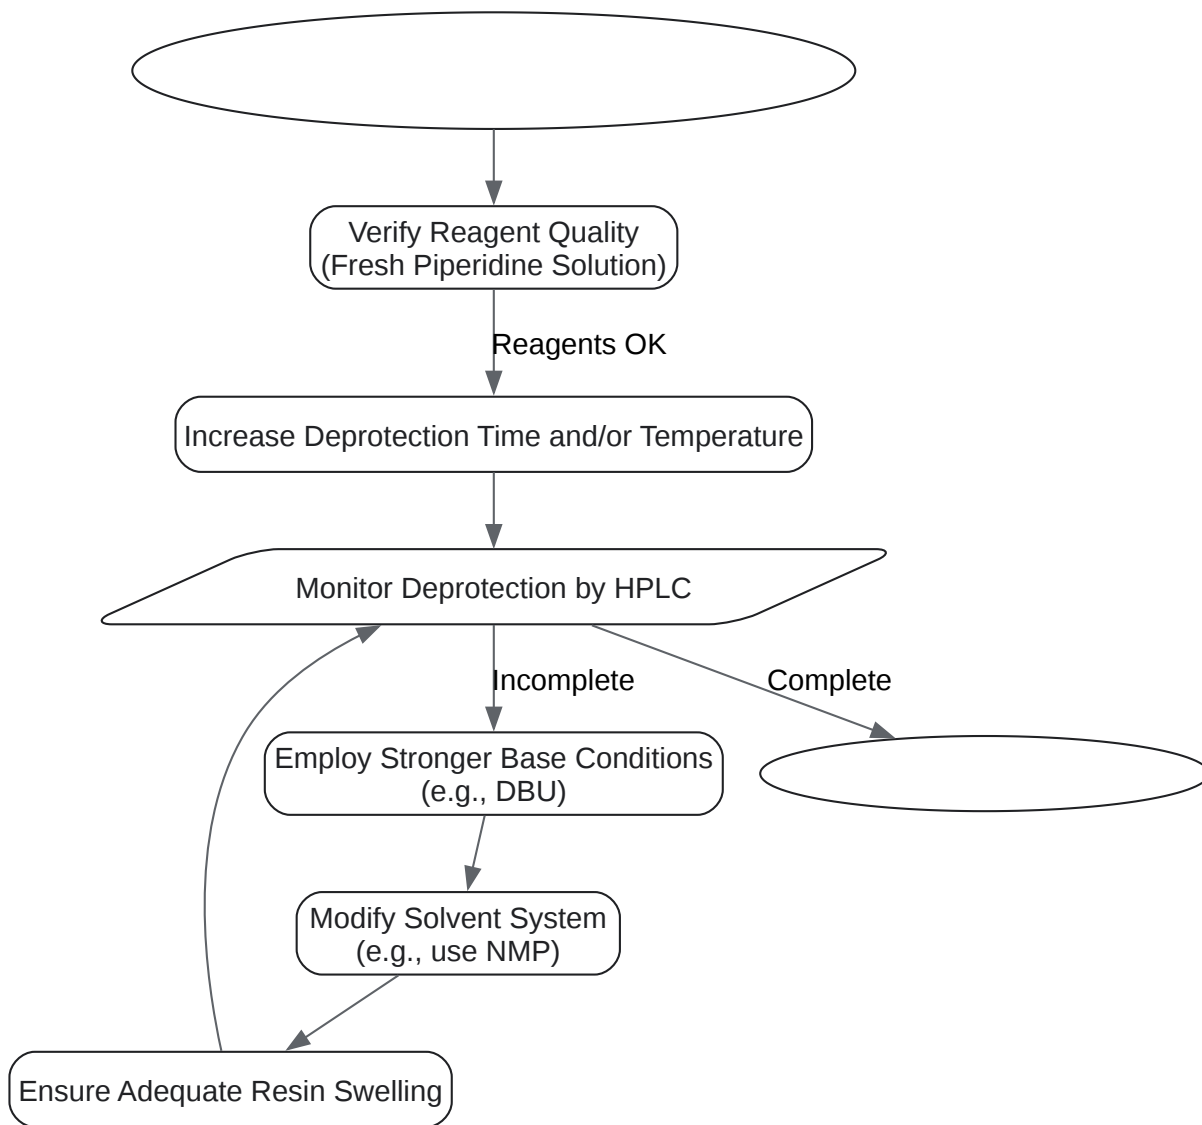 Verify Reagent Quality
(Fresh Piperidine Solution)
Reagents OK
Increase Deprotection Time and/or Temperature
Monitor Deprotection by HPLC
Incomplete
Complete
Employ Stronger Base Conditions
(e.g., DBU)
Modify Solvent System
(e.g., use NMP)
Ensure Adequate Resin Swelling